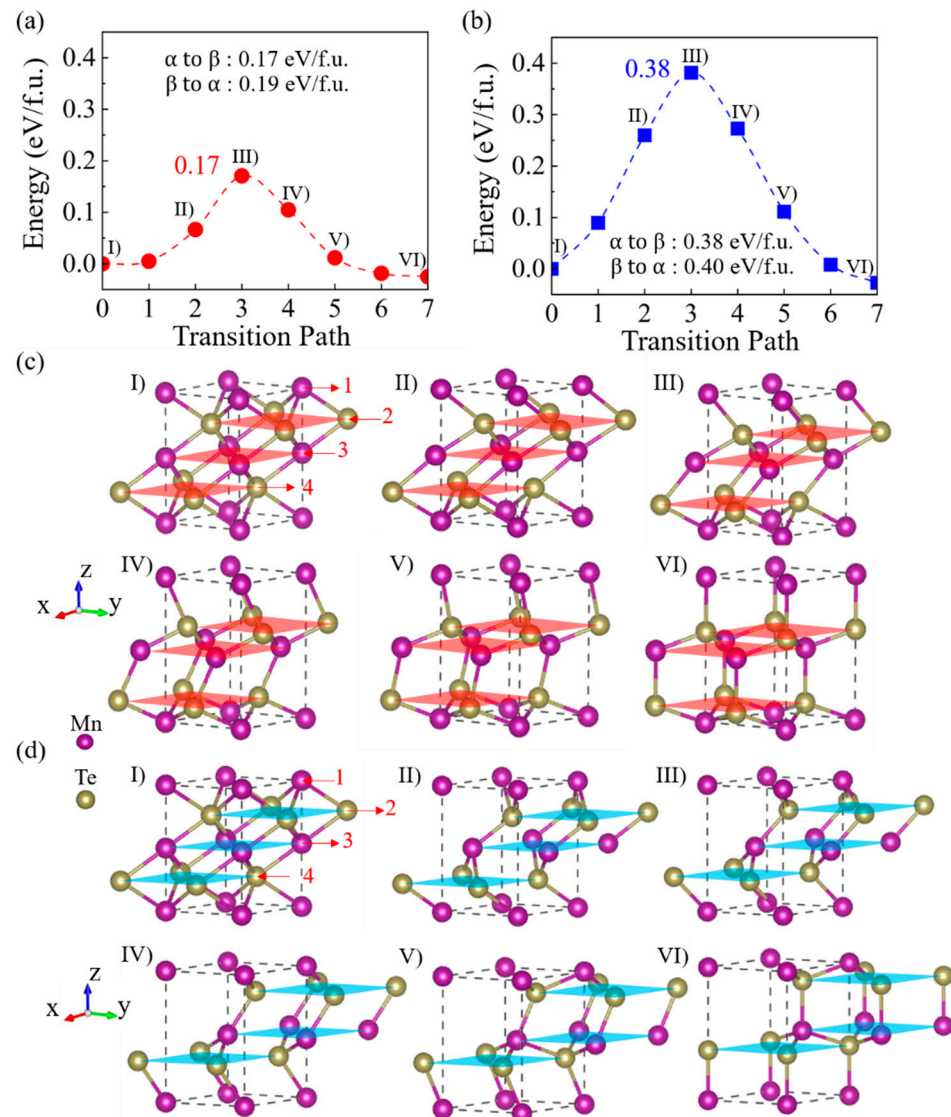 (a)
Energy (eV/f.u.)
0.4
0.3
0.2
0.1
0.0
α to β : 0.17 eV/f.u.
β to α : 0.19 eV/f.u.
0.17
I)
II)
III)
IV)
V)
VI)
0 1 2 3 4 5 6 7
Transition Path
(b)
Energy (eV/f.u.)
0.4
0.3
0.2
0.1
0.0
0.38
I)
II)
III)
IV)
V)
VI)
α to β : 0.38 eV/f.u.
β to α : 0.40 eV/f.u.
0 1 2 3 4 5 6 7
Transition Path
(c)
I)
1
2
3
4
II)
III)
IV)
V)
VI)
z
x
y
Mn
Te
(d)
I)
1
2
3
4
II)
III)
IV)
V)
VI)
z
x
y